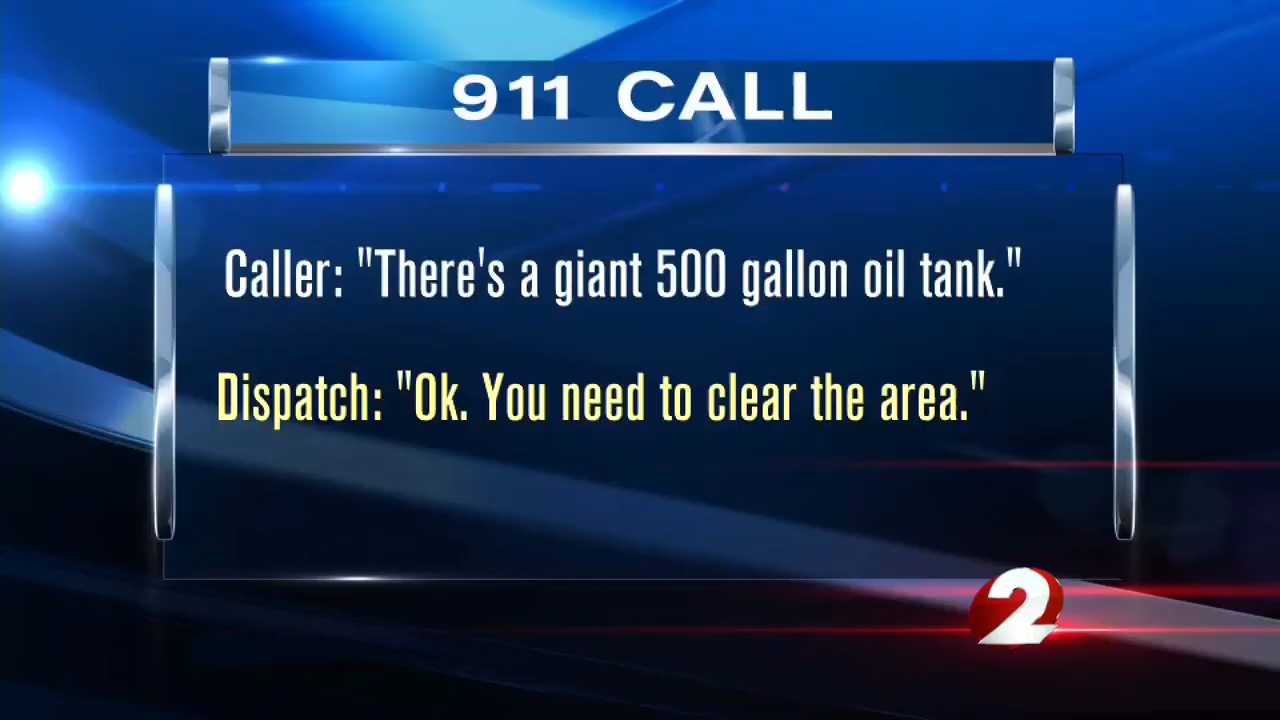 911 CALL
Caller: "There's a giant 500 gallon oil tank."
Dispatch: "Ok. You need to clear the area."
2